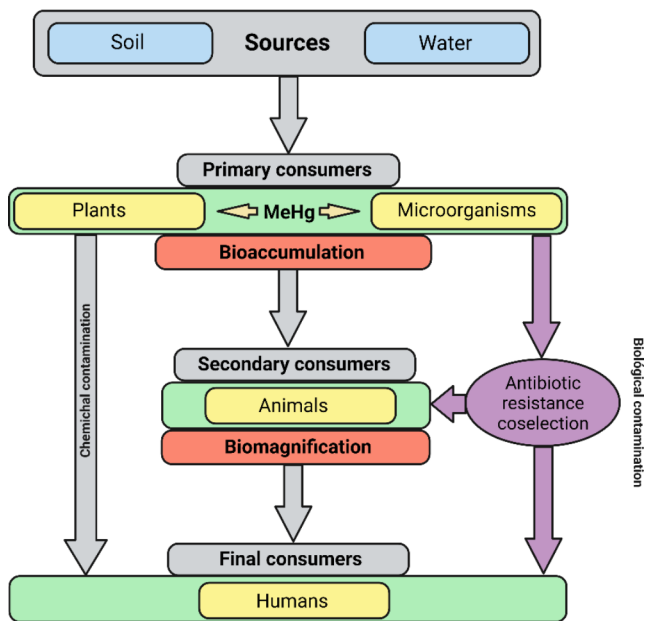 Soil
Sources
Water
Primary consumers
Plants
MeHg
Microorganisms
Bioaccumulation
Chemichal contamination
Secondary consumers
Animals
Biomagnification
Antibiotic
resistance
coselection
Biológical contamination
Final consumers
Humans